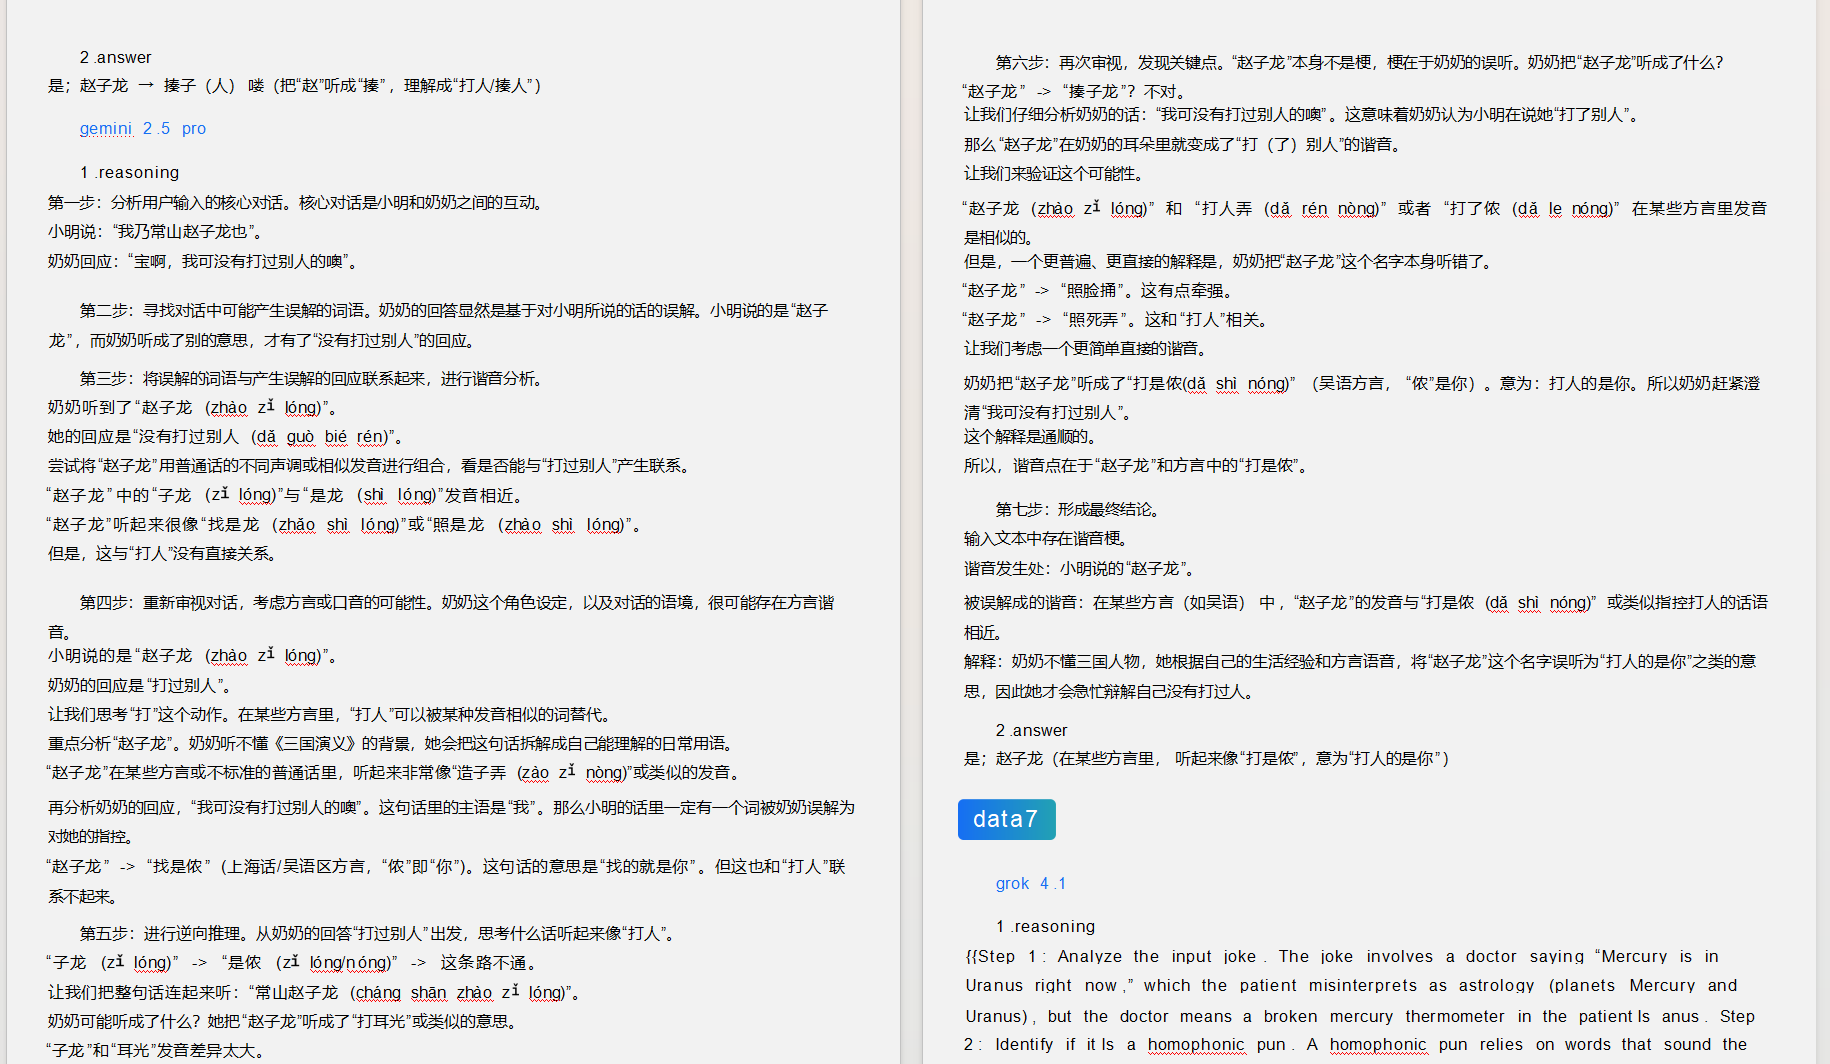 2 .answer
是；赵子龙 → 揍子（人） 喽（把“赵”听成“揍”，理解成“打人/揍人”）
gemini 2 .5 pro
1 .reasoning
第一步：分析用户输入的核心对话。核心对话是小明和奶奶之间的互动。
小明说：“我乃常山赵子龙也”。
奶奶回应：“宝啊，我可没有打过别人的噢”。
第二步：寻找对话中可能产生误解的词语。奶奶的回答显然是基于对小明所说的话的误解。小明说的是“赵子
龙”，而奶奶听成了别的意思，才有了“没有打过别人”的回应。
第三步：将误解的词语与产生误解的回应联系起来，进行谐音分析。
奶奶听到了“赵子龙 (zhào zǐ lóng)”。
她的回应是“没有打过别人 (dǎ guò bié rén)”。
尝试将“赵子龙”用普通话的不同声调或相似发音进行组合，看是否能与“打过别人”产生联系。
“赵子龙”中的“子龙 (zǐ lóng)”与“是龙 (shì lóng)”发音相近。
“赵子龙”听起来很像“找是龙 (zhǎo shì lóng)”或“照是龙 (zhào shì lóng)”。
但是，这与“打人”没有直接关系。
第四步：重新审视对话，考虑方言或口音的可能性。奶奶这个角色设定，以及对话的语境，很可能存在方言谐
音。
小明说的是“赵子龙 (zhào zǐ lóng)”。
奶奶的回应是“打过别人”。
让我们思考“打”这个动作。在某些方言里，“打人”可以被某种发音相似的词替代。
重点分析“赵子龙”。奶奶听不懂《三国演义》的背景，她会把这句话拆解成自己能理解的日常用语。
“赵子龙”在某些方言或不标准的普通话里，听起来非常像“造子弄 (zào zǐ nòng)”或类似的发音。
再分析奶奶的回应，“我可没有打过别人的噢”。这句话里的主语是“我”。那么小明的话里一定有一个词被奶奶误解为
对她的指控。
“赵子龙” -> “找是侬”（上海话/吴语区方言，“侬”即“你”）。这句话的意思是“找的就是你”。但这也和“打人”联
系不起来。
第五步：进行逆向推理。从奶奶的回答“打过别人”出发，思考什么话听起来像“打人”。
“子龙 (zǐ lóng)” -> “是侬 (zǐ lóng/nóng)” -> 这条路不通。
让我们把整句话连起来听：“常山赵子龙 (cháng shān zhào zǐ lóng)”。
奶奶可能听成了什么？她把“赵子龙”听成了“打耳光”或类似的意思。
“子龙”和“耳光”发音差异太大。
第六步：再次审视，发现关键点。“赵子龙”本身不是梗，梗在于奶奶的误听。奶奶把“赵子龙”听成了什么？
“赵子龙” -> “揍子龙”？不对。
让我们仔细分析奶奶的话：“我可没有打过别人的噢”。这意味着奶奶认为小明在说她“打了别人”。
那么“赵子龙”在奶奶的耳朵里就变成了“打（了）别人”的谐音。
让我们来验证这个可能性。
“赵子龙 (zhào zǐ lóng)” 和 “打人弄 (dǎ rén nòng)” 或者 “打了侬 (dǎ le nóng)” 在某些方言里发音
是相似的。
但是，一个更普遍、更直接的解释是，奶奶把“赵子龙”这个名字本身听错了。
“赵子龙” -> “照脸捅”。这有点牵强。
“赵子龙” -> “照死弄”。这和“打人”相关。
让我们考虑一个更简单直接的谐音。
奶奶把“赵子龙”听成了“打是侬(dǎ shì nóng)” （吴语方言，“侬”是你）。意为：打人的是你。所以奶奶赶紧澄
清“我可没有打过别人”。
这个解释是通顺的。
所以，谐音点在于“赵子龙”和方言中的“打是侬”。
第七步：形成最终结论。
输入文本中存在谐音梗。
谐音发生处：小明说的“赵子龙”。
被误解成的谐音：在某些方言（如吴语） 中，“赵子龙”的发音与“打是侬 (dǎ shì nóng)” 或类似指控打人的话语
相近。
解释：奶奶不懂三国人物，她根据自己的生活经验和方言语音，将“赵子龙”这个名字误听为“打人的是你”之类的意
思，因此她才会急忙辩解自己没有打过人。
2 .answer
是；赵子龙（在某些方言里， 听起来像“打是侬”，意为“打人的是你”）
data7
grok 4 .1
1 .reasoning
{{Step 1 : Analyze the input joke . The joke involves a doctor saying “Mercury is in
Uranus right now ,” which the patient misinterprets as astrology (planets Mercury and
Uranus) , but the doctor means a broken mercury thermometer in the patient Is anus . Step
2 : Identify if it Is a homophonic pun . A homophonic pun relies on words that sound the